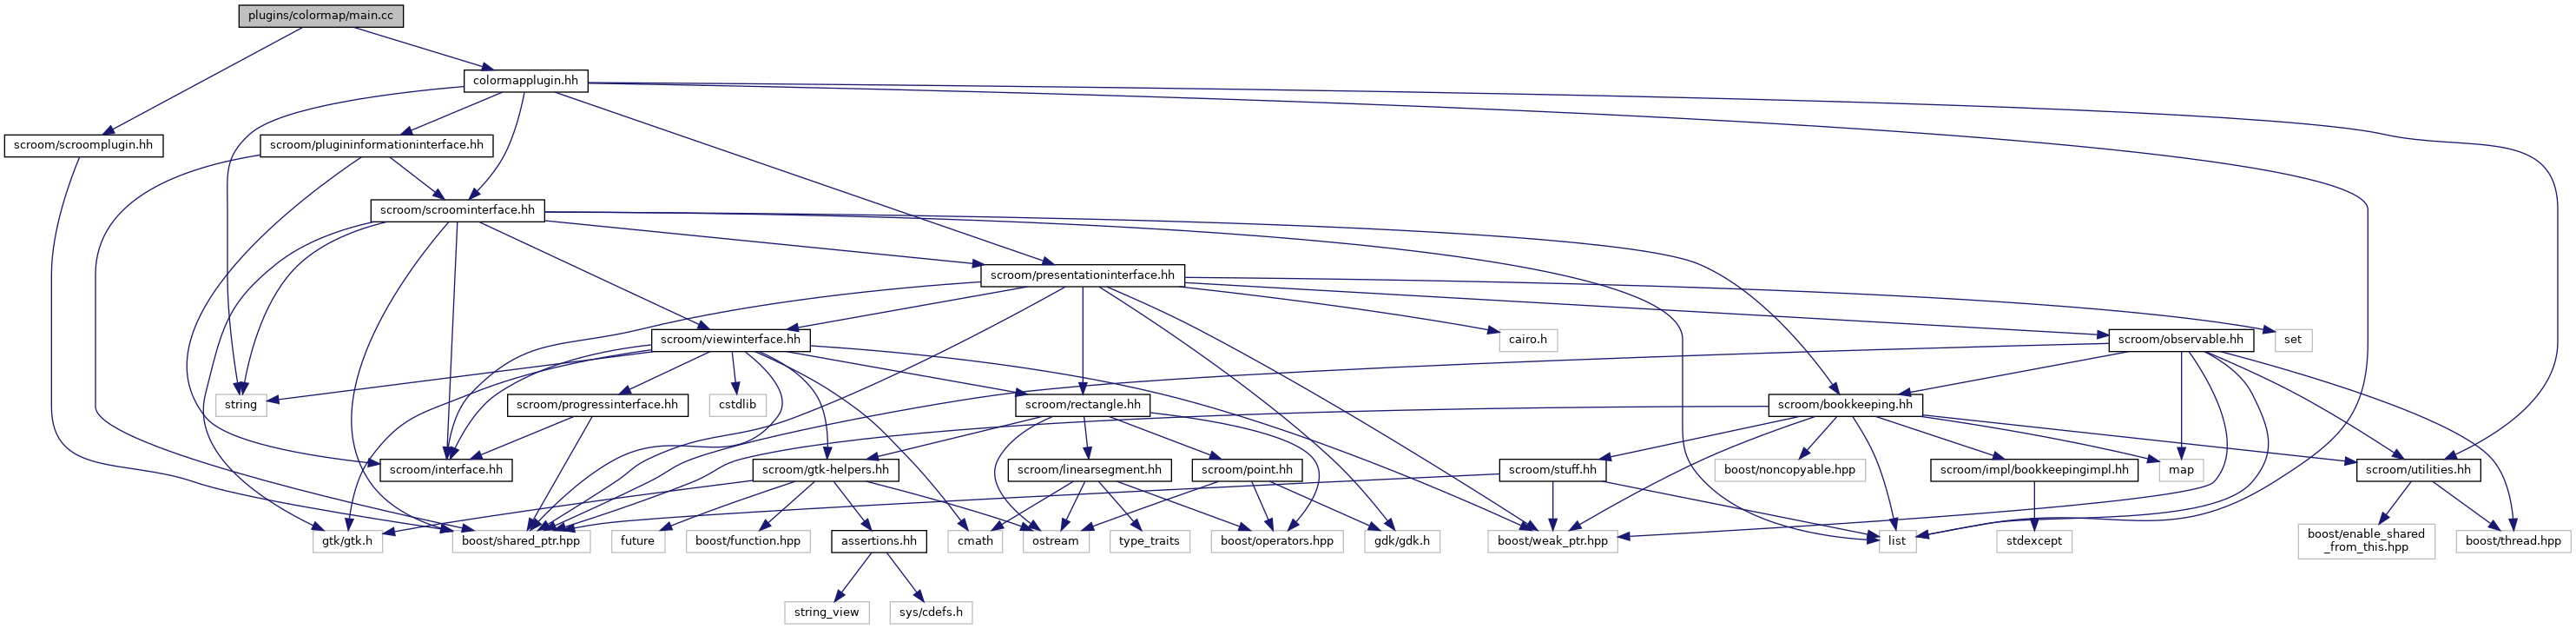 plugins/colormap/main.cc
colormapplugin.hh
scroom/scroomplugin.hh
scroom/plugininformationinterface.hh
scroom/scroominterface.hh
scroom/presentationinterface.hh
scroom/viewinterface.hh
cairo.h
scroom/observable.hh
set
string
scroom/progressinterface.hh
cstdlib
scroom/rectangle.hh
scroom/bookkeeping.hh
scroom/interface.hh
scroom/gtk-helpers.hh
scroom/linearsegment.hh
scroom/point.hh
scroom/stuff.hh
boost/noncopyable.hpp
scroom/impl/bookkeepingimpl.hh
map
scroom/utilities.hh
gtk/gtk.h
boost/shared_ptr.hpp
future
boost/function.hpp
assertions.hh
cmath
ostream
type_traits
boost/operators.hpp
gdk/gdk.h
boost/weak_ptr.hpp
list
stdexcept
boost/enable_shared
_from_this.hpp
boost/thread.hpp
string_view
sys/cdefs.h